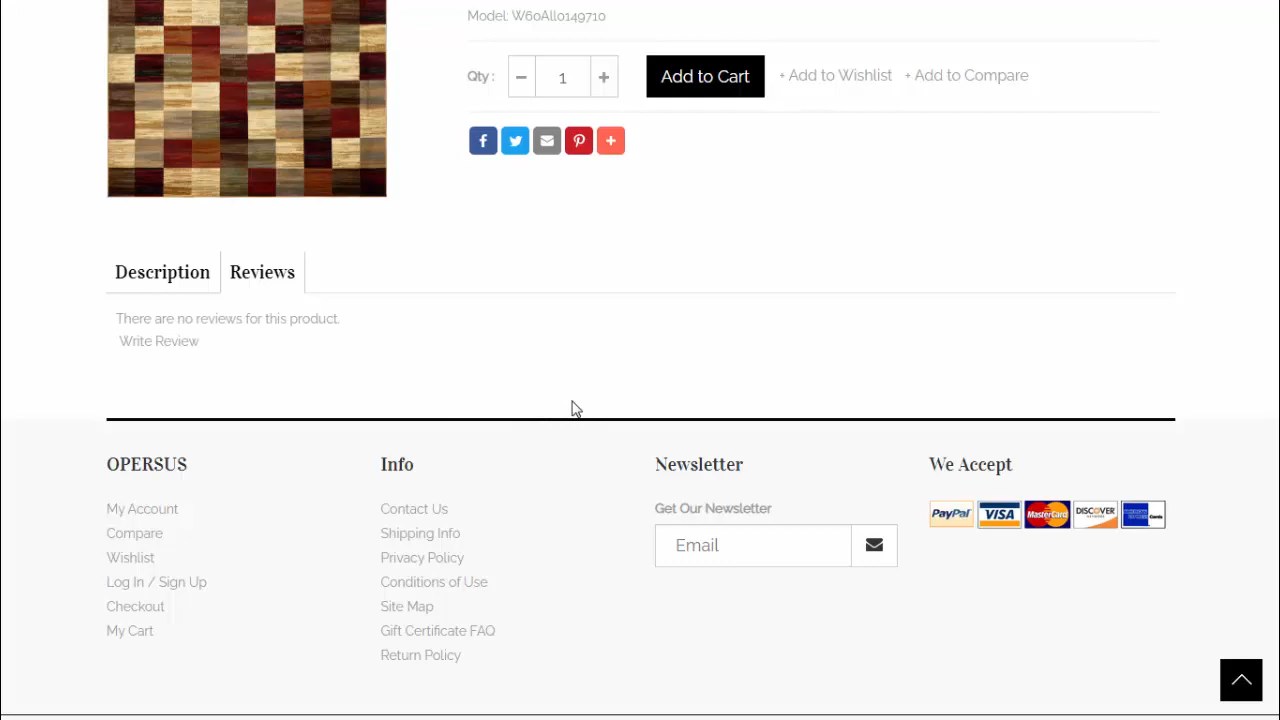 Model: W60All0149710
Qty :
1
Add to Cart
+ Add to Wishlist
+ Add to Compare
Description
Reviews
There are no reviews for this product.
Write Review
OPERSUS
My Account
Compare
Wishlist
Log In / Sign Up
Checkout
My Cart
Info
Contact Us
Shipping Info
Privacy Policy
Conditions of Use
Site Map
Gift Certificate FAQ
Return Policy
Newsletter
Get Our Newsletter
Email
We Accept
PayPal
VISA
MasterCard
DISCOVER